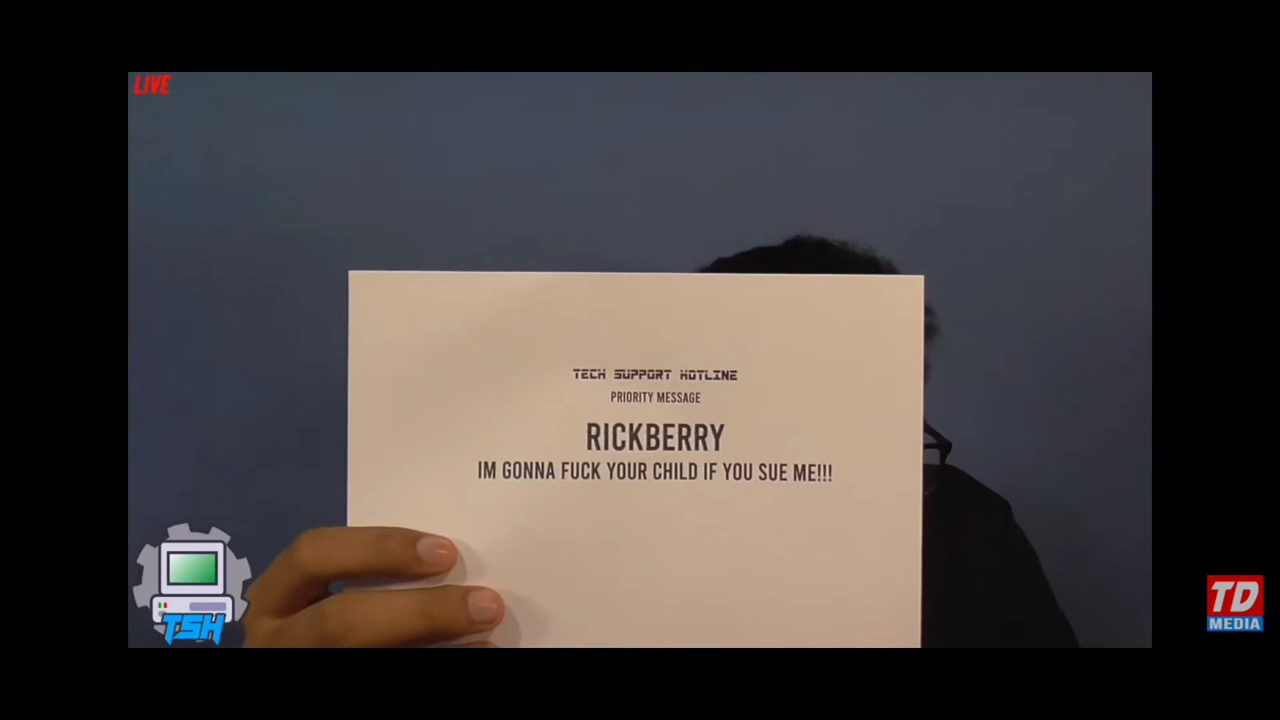 LIVE
TECH SUPPORT HOTLINE
PRIORITY MESSAGE
RICKBERRY
IM GONNA FUCK YOUR CHILD IF YOU SUE ME!!!
TSH
TD
MEDIA